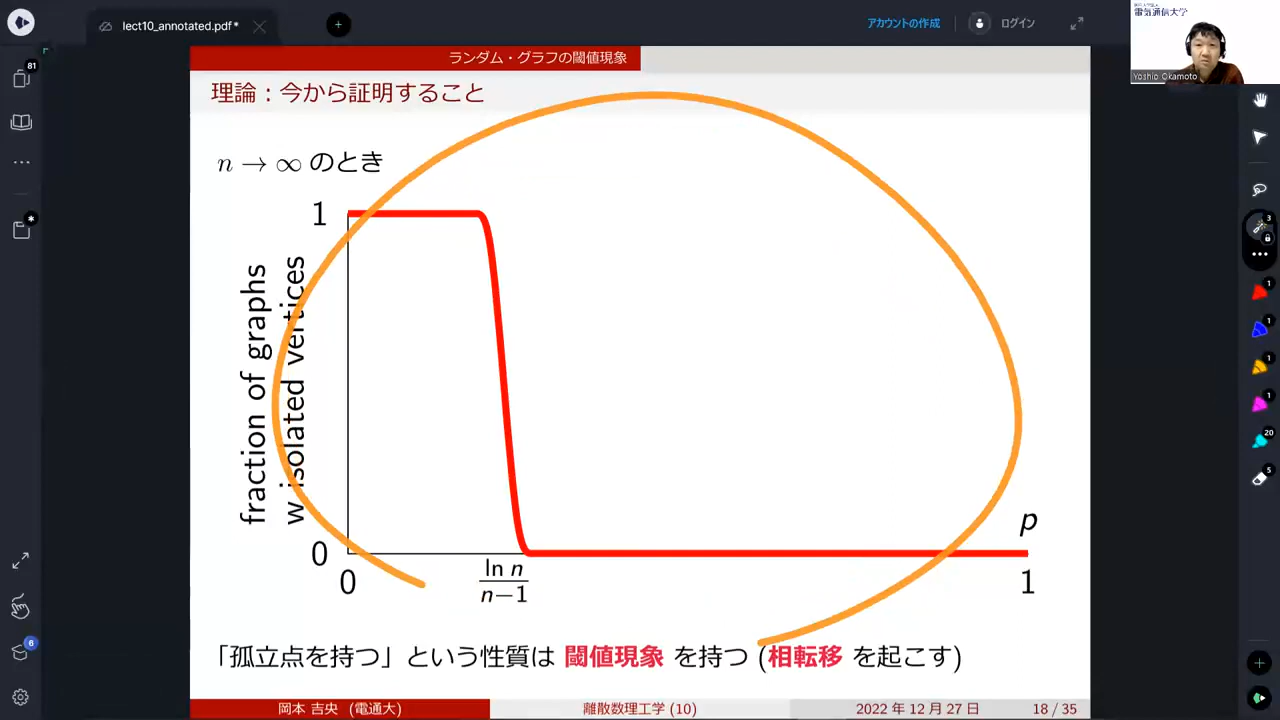 lect10_annotated.pdf*
アカウントの作成
ログイン
電気通信大学
Yoshio Okamoto
81
ランダム・グラフの閾値現象
理論：今から証明すること
n → ∞ のとき
1
fraction of graphs
w isolated vertices
0
0
ln n
n−1
p
1
「孤立点を持つ」という性質は 閾値現象 を持つ (相転移 を起こす)
岡本 吉央 (電通大)
離散数理工学 (10)
2022 年 12 月 27 日
18 / 35
3
1
1
1
1
20
5
6